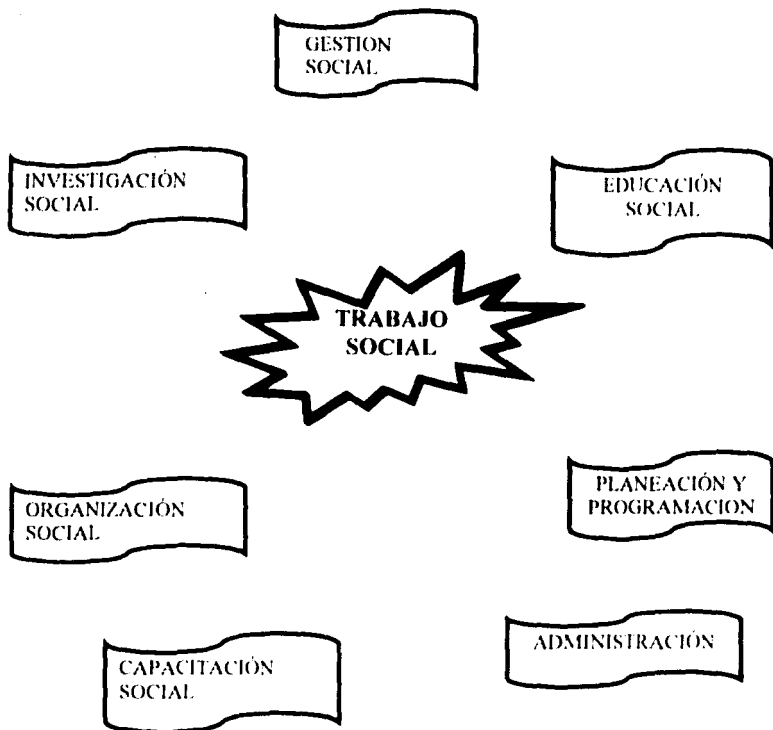 GESTION
SOCIAL
INVESTIGACIÓN
SOCIAL
EDUCACIÓN
SOCIAL
TRABAJO
SOCIAL
ORGANIZACIÓN
SOCIAL
PLANEACIÓN Y
PROGRAMACION
CAPACITACIÓN
SOCIAL
ADMINISTRACIÓN